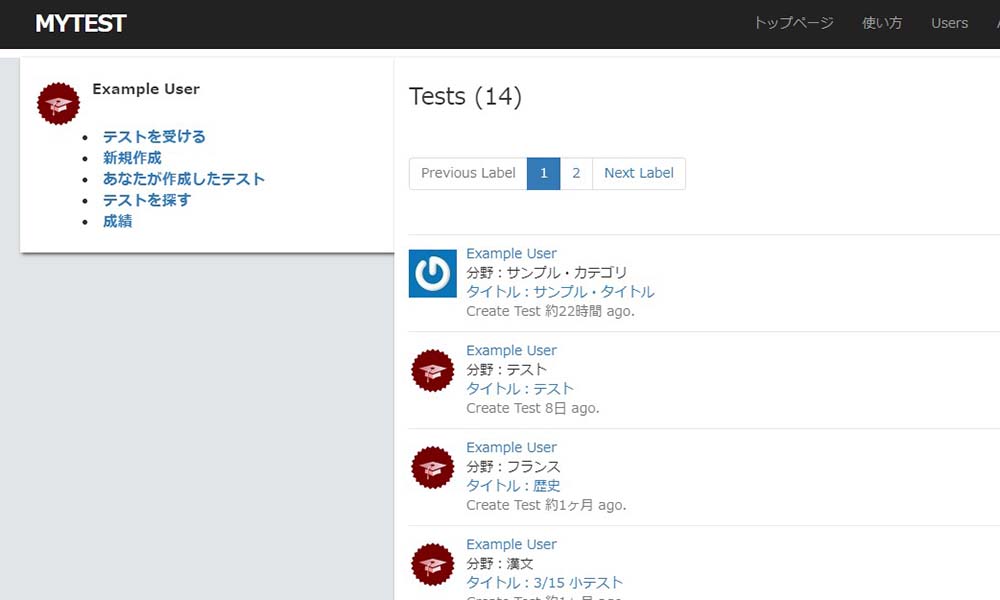 MYTEST
トップページ 使い方 Users
Example User
テストを受ける
新規作成
あなたが作成したテスト
テストを探す
成績
Tests (14)
Previous Label 1 2 Next Label
Example User
分野：サンプル・カテゴリ
タイトル：サンプル・タイトル
Create Test 約22時間 ago.
Example User
分野：テスト
タイトル：テスト
Create Test 8日 ago.
Example User
分野：フランス
タイトル：歴史
Create Test 約1ヶ月 ago.
Example User
分野：漢文
タイトル：3/15 小テスト
Create Test 約1ヶ月 ago.